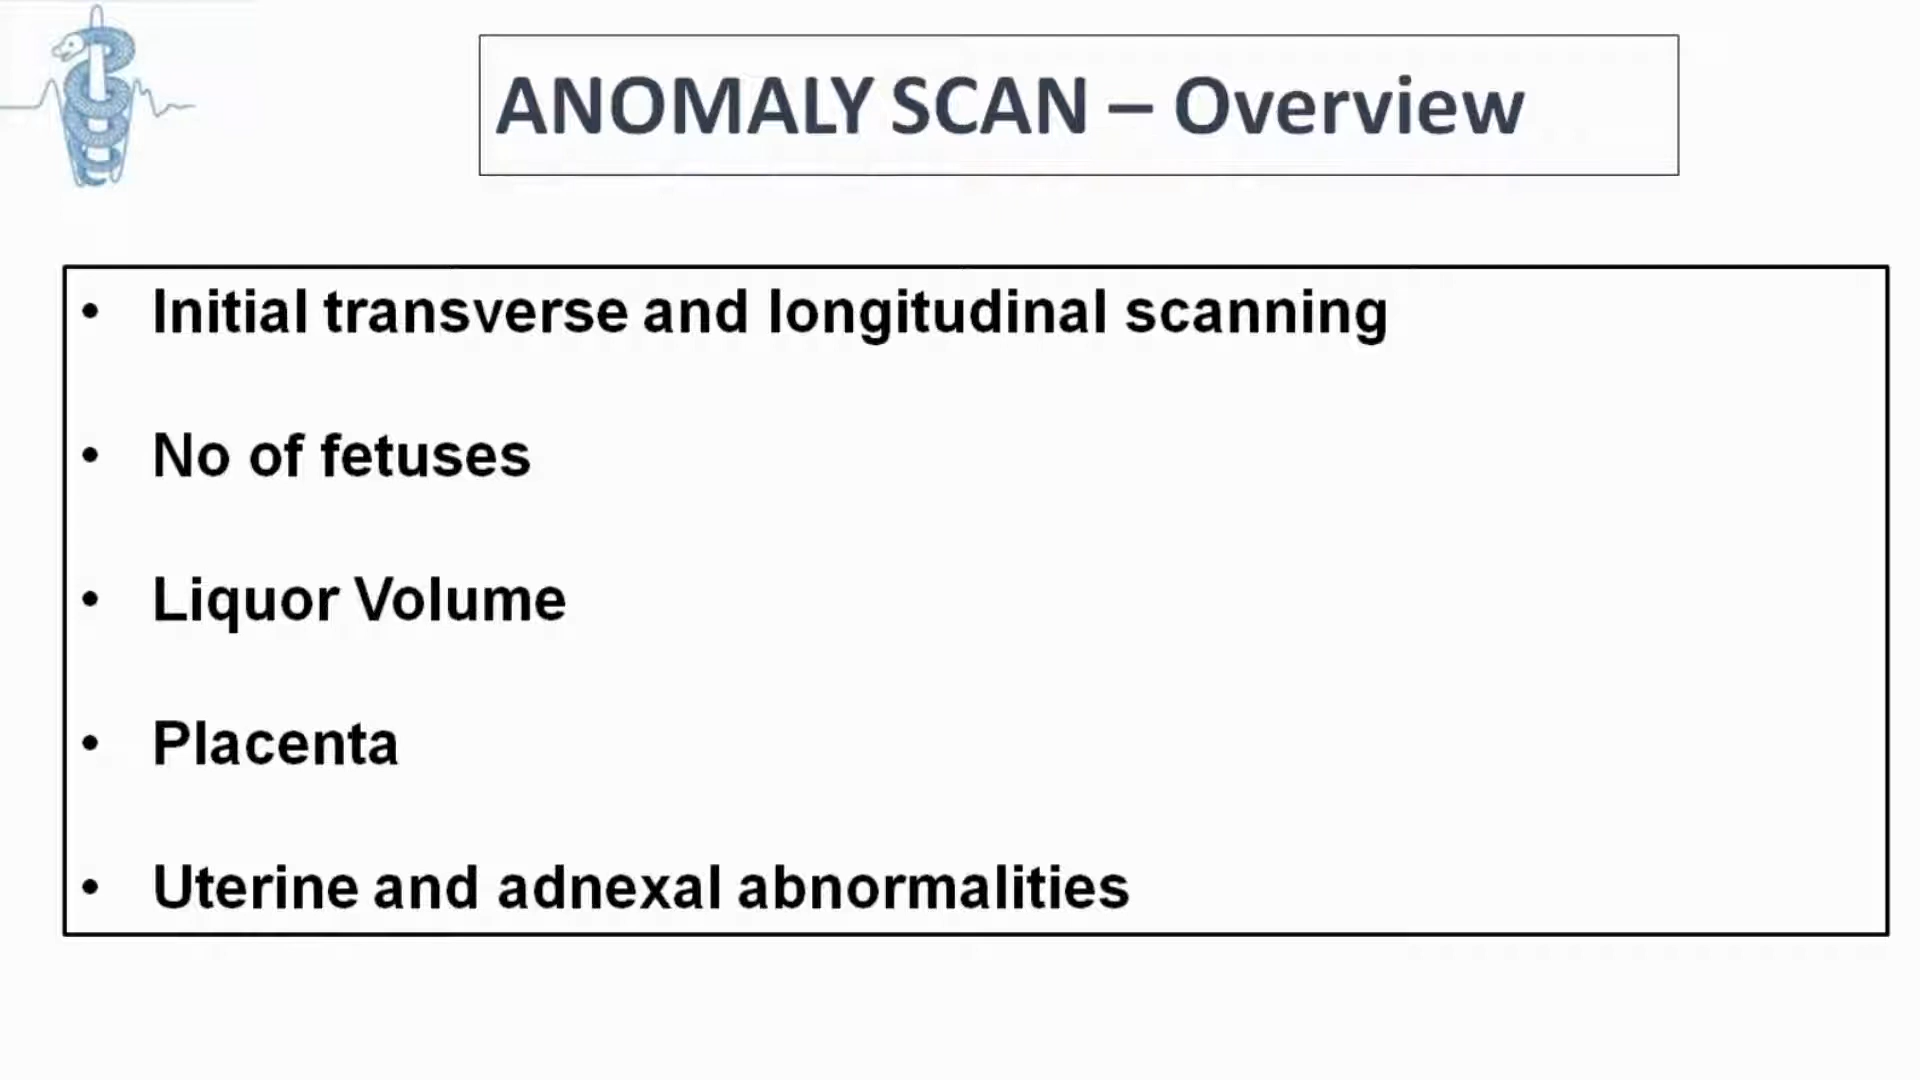 ANOMALY SCAN – Overview
• Initial transverse and longitudinal scanning
• No of fetuses
• Liquor Volume
• Placenta
• Uterine and adnexal abnormalities